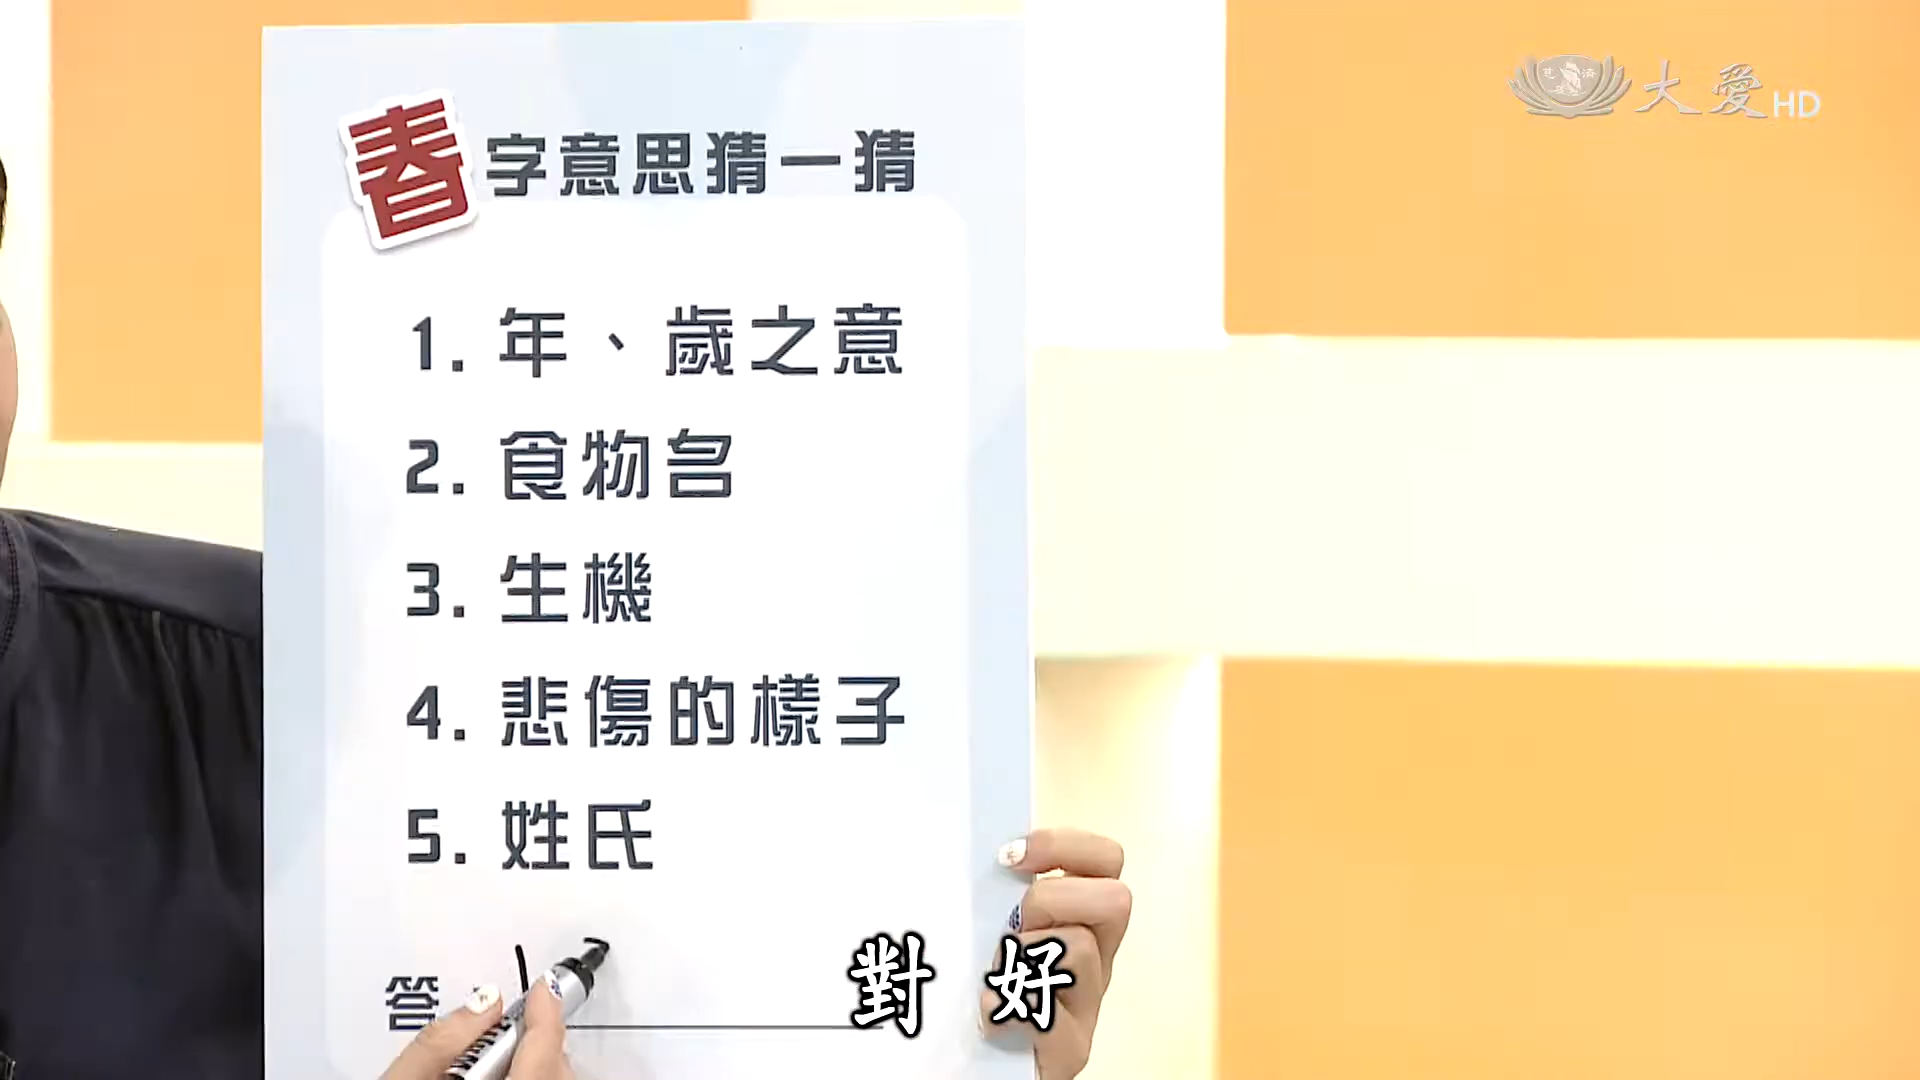 大愛HD
春字意思猜一猜
1. 年、歲之意
2. 食物名
3. 生機
4. 悲傷的樣子
5. 姓氏
答
對 好